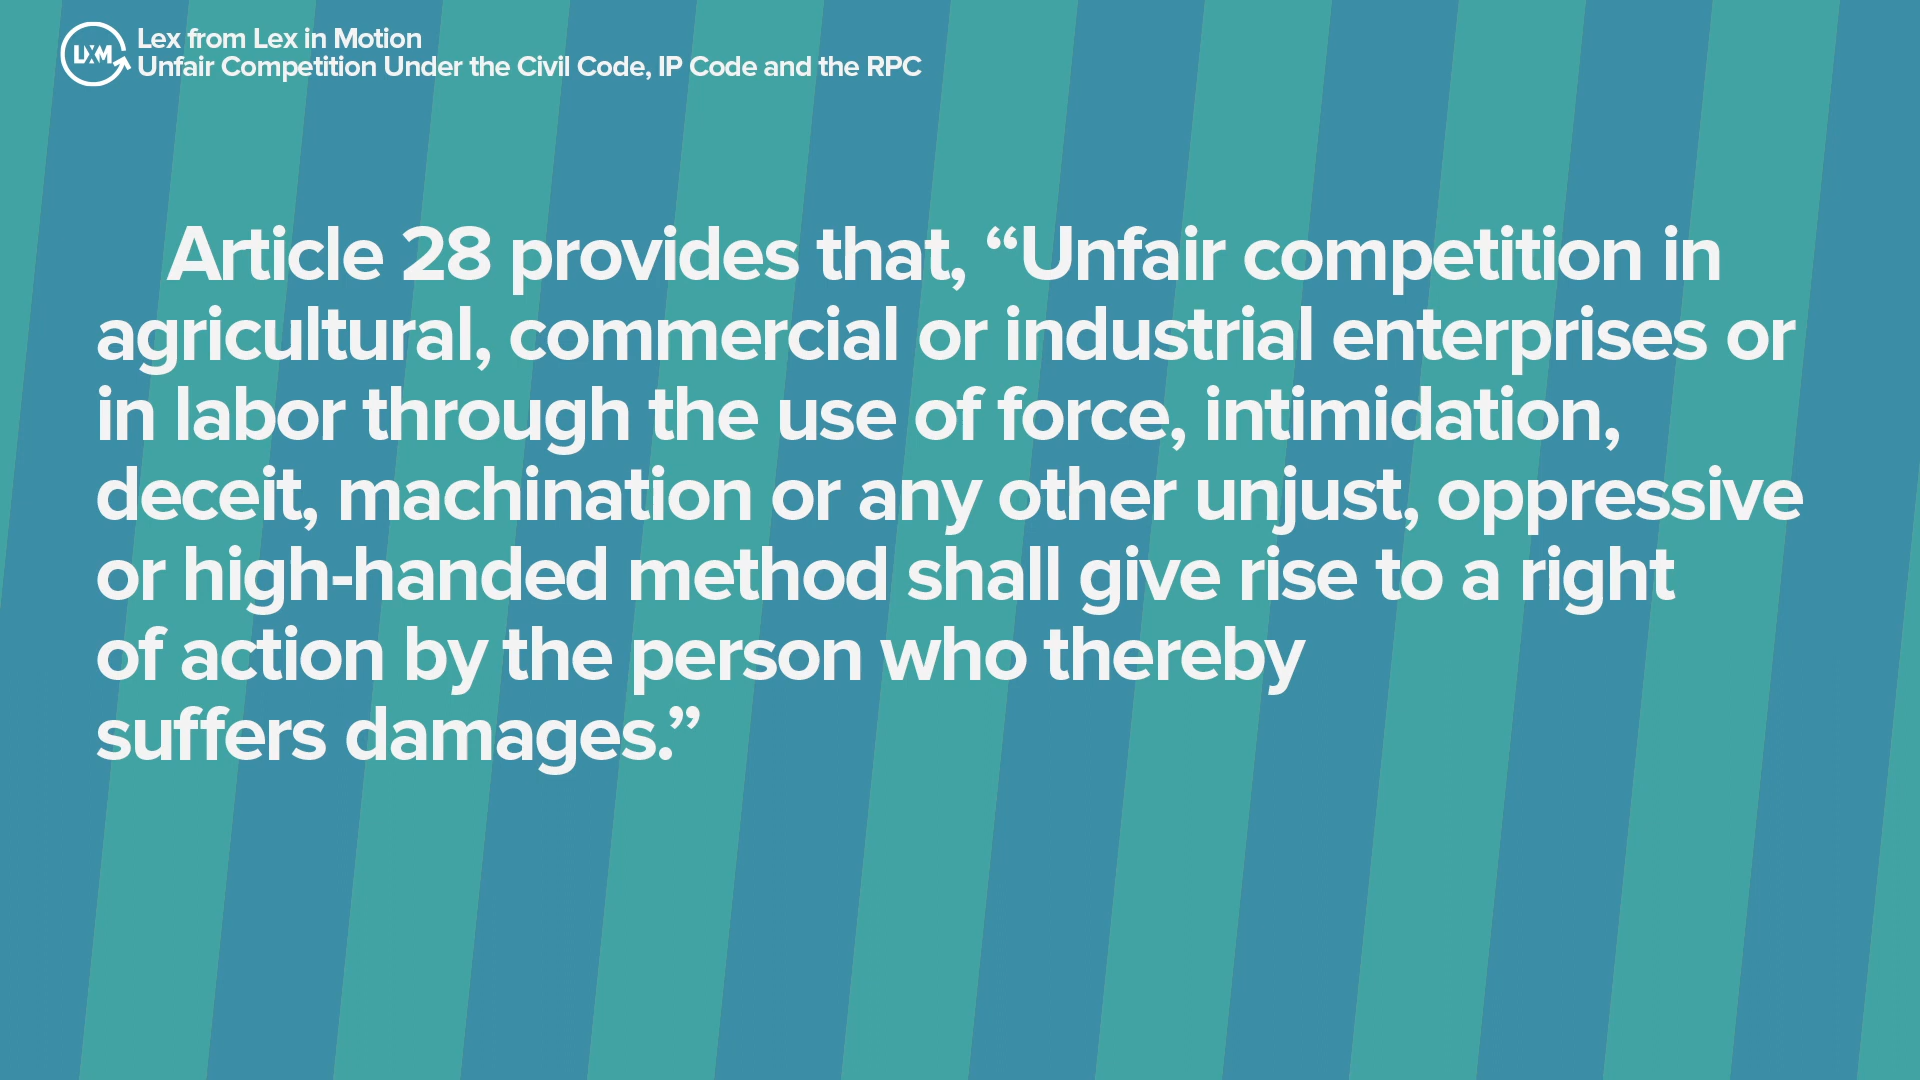 LXM
Lex from Lex in Motion
Unfair Competition Under the Civil Code, IP Code and the RPC
Article 28 provides that, “Unfair competition in
agricultural, commercial or industrial enterprises or
in labor through the use of force, intimidation,
deceit, machination or any other unjust, oppressive
or high-handed method shall give rise to a right
of action by the person who thereby
suffers damages.”